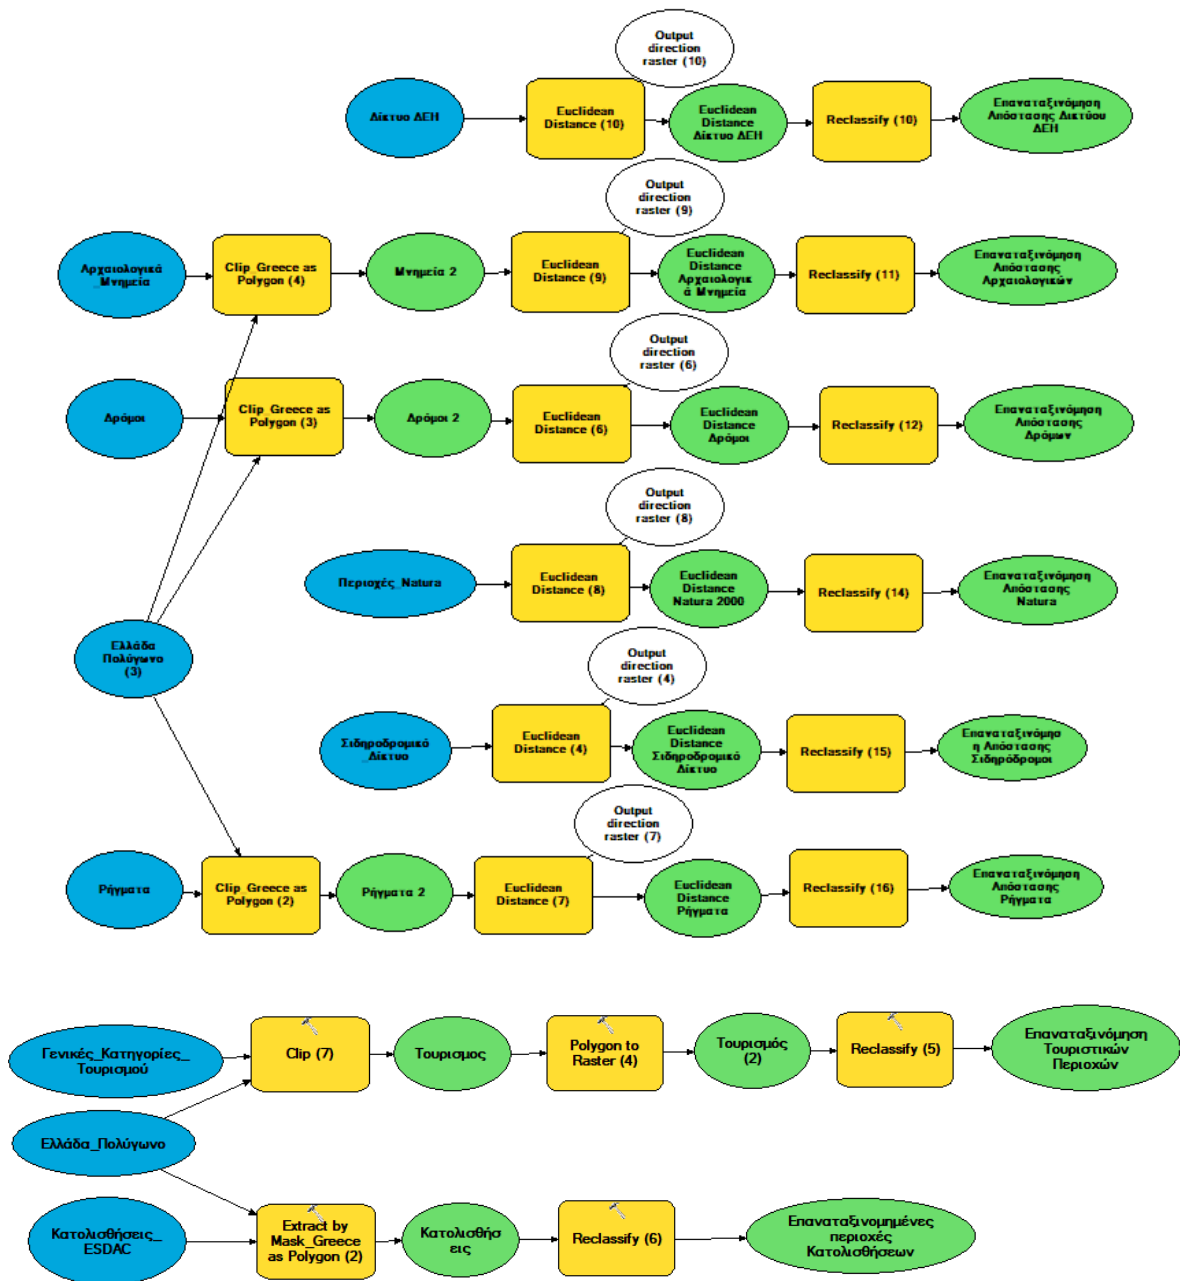 Output
direction
raster (10)
Δίκτυο ΔΕΗ
Euclidean
Distance (10)
Euclidean
Distance
Δίκτυο ΔΕΗ
Reclassify (10)
Επαναταξινόμηση
Απόστασης Δικτύου
ΔΕΗ
Output
direction
raster (9)
Αρχαιολογικά
_Μνημεία
Clip_Greece as
Polygon (4)
Μνημεία 2
Euclidean
Distance (9)
Euclidean
Distance
Αρχαιολογικ
ά Μνημεία
Reclassify (11)
Επαναταξινόμηση
Απόστασης
Αρχαιολογικών
Output
direction
raster (6)
Δρόμοι
Clip_Greece as
Polygon (3)
Δρόμοι 2
Euclidean
Distance (6)
Euclidean
Distance
Δρόμοι
Reclassify (12)
Επαναταξινόμηση
Απόστασης
Δρόμων
Output
direction
raster (8)
Περιοχές_Natura
Euclidean
Distance (8)
Euclidean
Distance
Natura 2000
Reclassify (14)
Επαναταξινόμηση
Απόστασης
Natura
Ελλάδα
Πολύγωνο
(3)
Output
direction
raster (4)
Σιδηροδρομικό
_Δίκτυο
Euclidean
Distance (4)
Euclidean
Distance
Σιδηροδρομικό
Δίκτυο
Reclassify (15)
Επαναταξινόμησ
η Απόστασης
Σιδηρόδρομοι
Output
direction
raster (7)
Ρήγματα
Clip_Greece as
Polygon (2)
Ρήγματα 2
Euclidean
Distance (7)
Euclidean
Distance
Ρήγματα
Reclassify (16)
Επαναταξινόμηση
Απόστασης
Ρήγματα
Γενικές_Κατηγορίες_
Τουρισμού
Clip (7)
Τουρισμος
Polygon to
Raster (4)
Τουρισμός
(2)
Reclassify (5)
Επαναταξινόμηση
Τουριστικών
Περιοχών
Ελλάδα_Πολύγωνο
Κατολισθήσεις_
ESDAC
Extract by
Mask_Greece
as Polygon (2)
Κατολισθήσ
εις
Reclassify (6)
Επαναταξινομημένες
περιοχές
Κατολισθήσεων